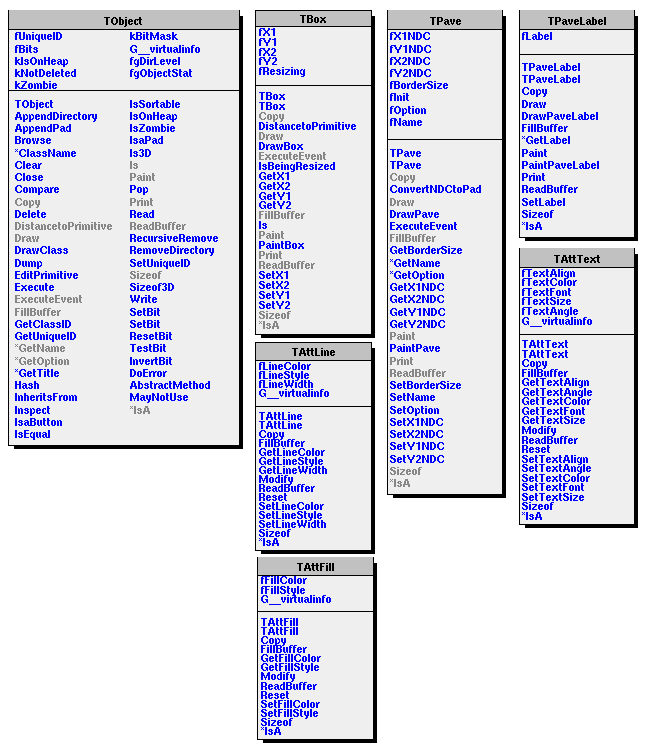 TObject
fUniqueID kBitMask
fBits G__virtualinfo
kIsOnHeap fgDirLevel
kNotDeleted fgObjectStat
kZombie
TObject IsSortable
AppendDirectory IsOnHeap
AppendPad IsZombie
Browse IsaPad
*ClassName Is3D
Clear Is
Close Paint
Compare Pop
Copy Print
Delete Read
DistancetoPrimitive ReadBuffer
Draw RecursiveRemove
DrawClass RemoveDirectory
Dump SetUniqueID
EditPrimitive Sizeof
Execute Sizeof3D
ExecuteEvent Write
FillBuffer SetBit
GetClassID SetBit
GetUniqueID ResetBit
*GetName TestBit
*GetOption InvertBit
*GetTitle DoError
Hash AbstractMethod
InheritsFrom MayNotUse
Inspect *IsA
IsaButton
IsEqual
TBox
fX1
fY1
fX2
fY2
fResizing
TBox
TBox
Copy
DistancetoPrimitive
Draw
DrawBox
ExecuteEvent
IsBeingResized
GetX1
GetX2
GetY1
GetY2
FillBuffer
Is
Paint
PaintBox
Print
ReadBuffer
SetX1
SetX2
SetY1
SetY2
Sizeof
*IsA
TAttLine
fLineColor
fLineStyle
fLineWidth
G__virtualinfo
TAttLine
TAttLine
Copy
FillBuffer
GetLineColor
GetLineStyle
GetLineWidth
Modify
ReadBuffer
Reset
SetLineColor
SetLineStyle
SetLineWidth
Sizeof
*IsA
TAttFill
fFillColor
fFillStyle
G__virtualinfo
TAttFill
TAttFill
Copy
FillBuffer
GetFillColor
GetFillStyle
Modify
ReadBuffer
Reset
SetFillColor
SetFillStyle
Sizeof
*IsA
TPave
fX1NDC
fY1NDC
fX2NDC
fY2NDC
fBorderSize
fInit
fOption
fName
TPave
TPave
Copy
ConvertNDCtoPad
Draw
DrawPave
ExecuteEvent
FillBuffer
GetBorderSize
*GetName
*GetOption
GetX1NDC
GetX2NDC
GetY1NDC
GetY2NDC
Paint
PaintPave
Print
ReadBuffer
SetBorderSize
SetName
SetOption
SetX1NDC
SetX2NDC
SetY1NDC
SetY2NDC
Sizeof
*IsA
TPaveLabel
fLabel
TPaveLabel
TPaveLabel
Copy
Draw
DrawPaveLabel
FillBuffer
*GetLabel
Paint
PaintPaveLabel
Print
ReadBuffer
SetLabel
Sizeof
*IsA
TAttText
fTextAlign
fTextColor
fTextFont
fTextSize
fTextAngle
G__virtualinfo
TAttText
TAttText
Copy
FillBuffer
GetTextAlign
GetTextAngle
GetTextColor
GetTextFont
GetTextSize
Modify
ReadBuffer
Reset
SetTextAlign
SetTextAngle
SetTextColor
SetTextFont
SetTextSize
Sizeof
*IsA